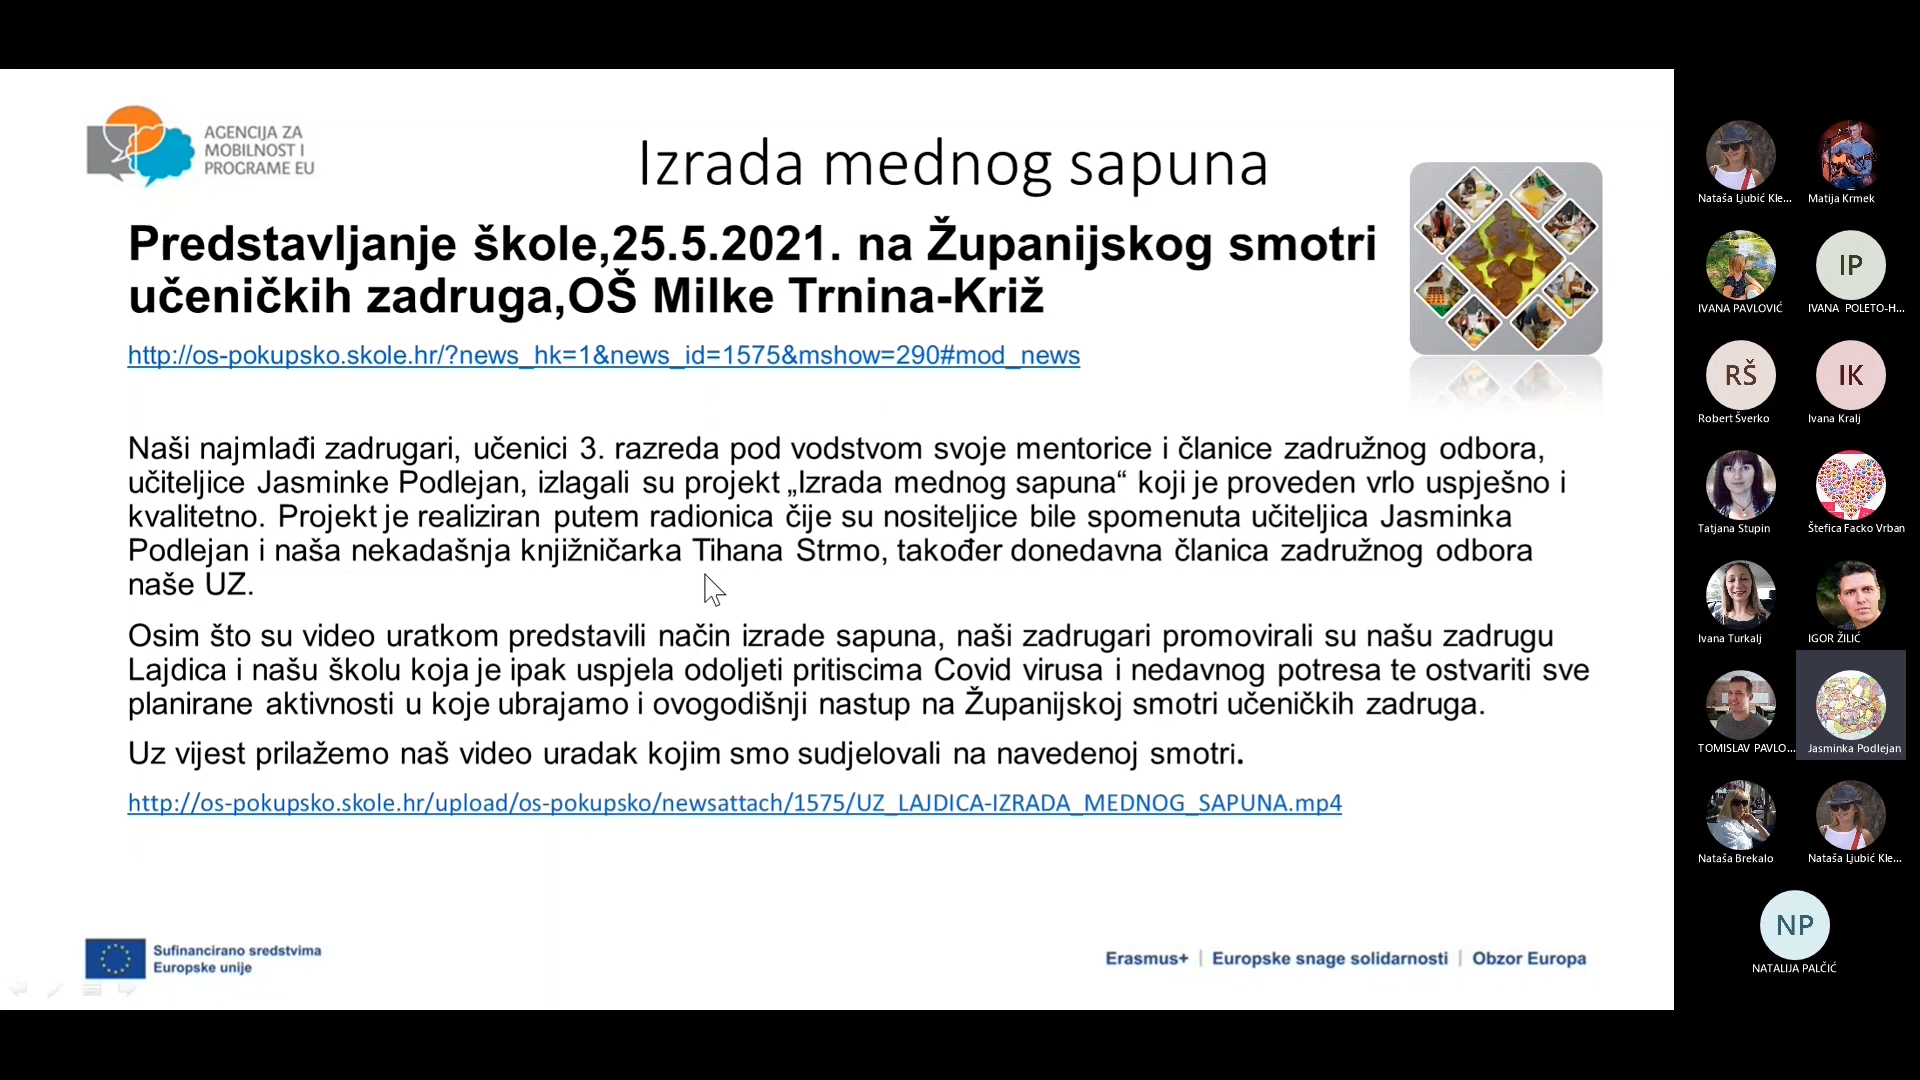 AGENCIJA ZA
MOBILNOST I
PROGRAME EU
Izrada mednog sapuna
Predstavljanje škole,25.5.2021. na Županijskog smotri
učeničkih zadruga,OŠ Milke Trnina-Križ
http://os-pokupsko.skole.hr/?news_hk=1&news_id=1575&mshow=290#mod_news
Naši najmlađi zadrugari, učenici 3. razreda pod vodstvom svoje mentorice i članice zadružnog odbora,
učiteljice Jasminke Podlejan, izlagali su projekt „Izrada mednog sapuna“ koji je proveden vrlo uspješno i
kvalitetno. Projekt je realiziran putem radionica čije su nositeljice bile spomenuta učiteljica Jasminka
Podlejan i naša nekadašnja knjižničarka Tihana Strmo, također donedavna članica zadružnog odbora
naše UZ.
Osim što su video uratkom predstavili način izrade sapuna, naši zadrugari promovirali su našu zadrugu
Lajdica i našu školu koja je ipak uspjela odoljeti pritiscima Covid virusa i nedavnog potresa te ostvariti sve
planirane aktivnosti u koje ubrajamo i ovogodišnji nastup na Županijskoj smotri učeničkih zadruga.
Uz vijest prilažemo naš video uradak kojim smo sudjelovali na navedenoj smotri.
http://os-pokupsko.skole.hr/upload/os-pokupsko/newsattach/1575/UZ_LAJDICA-IZRADA_MEDNOG_SAPUNA.mp4
Sufinancirano sredstvima
Europske unije
Erasmus+ | Europske snage solidarnosti | Obzor Europa
Nataša Ljubić Kle... Matija Krmek
IP
IVANA PAVLOVIĆ IVANA POLETO-H...
RŠ IK
Robert Šverko Ivana Kralj
Tatjana Stupin Štefica Facko Vrban
Ivana Turkalj IGOR ŽILIĆ
TOMISLAV PAVLO... Jasminka Podlejan
Nataša Brekalo Nataša Ljubić Kle...
NP
NATALIJA PALČIĆ